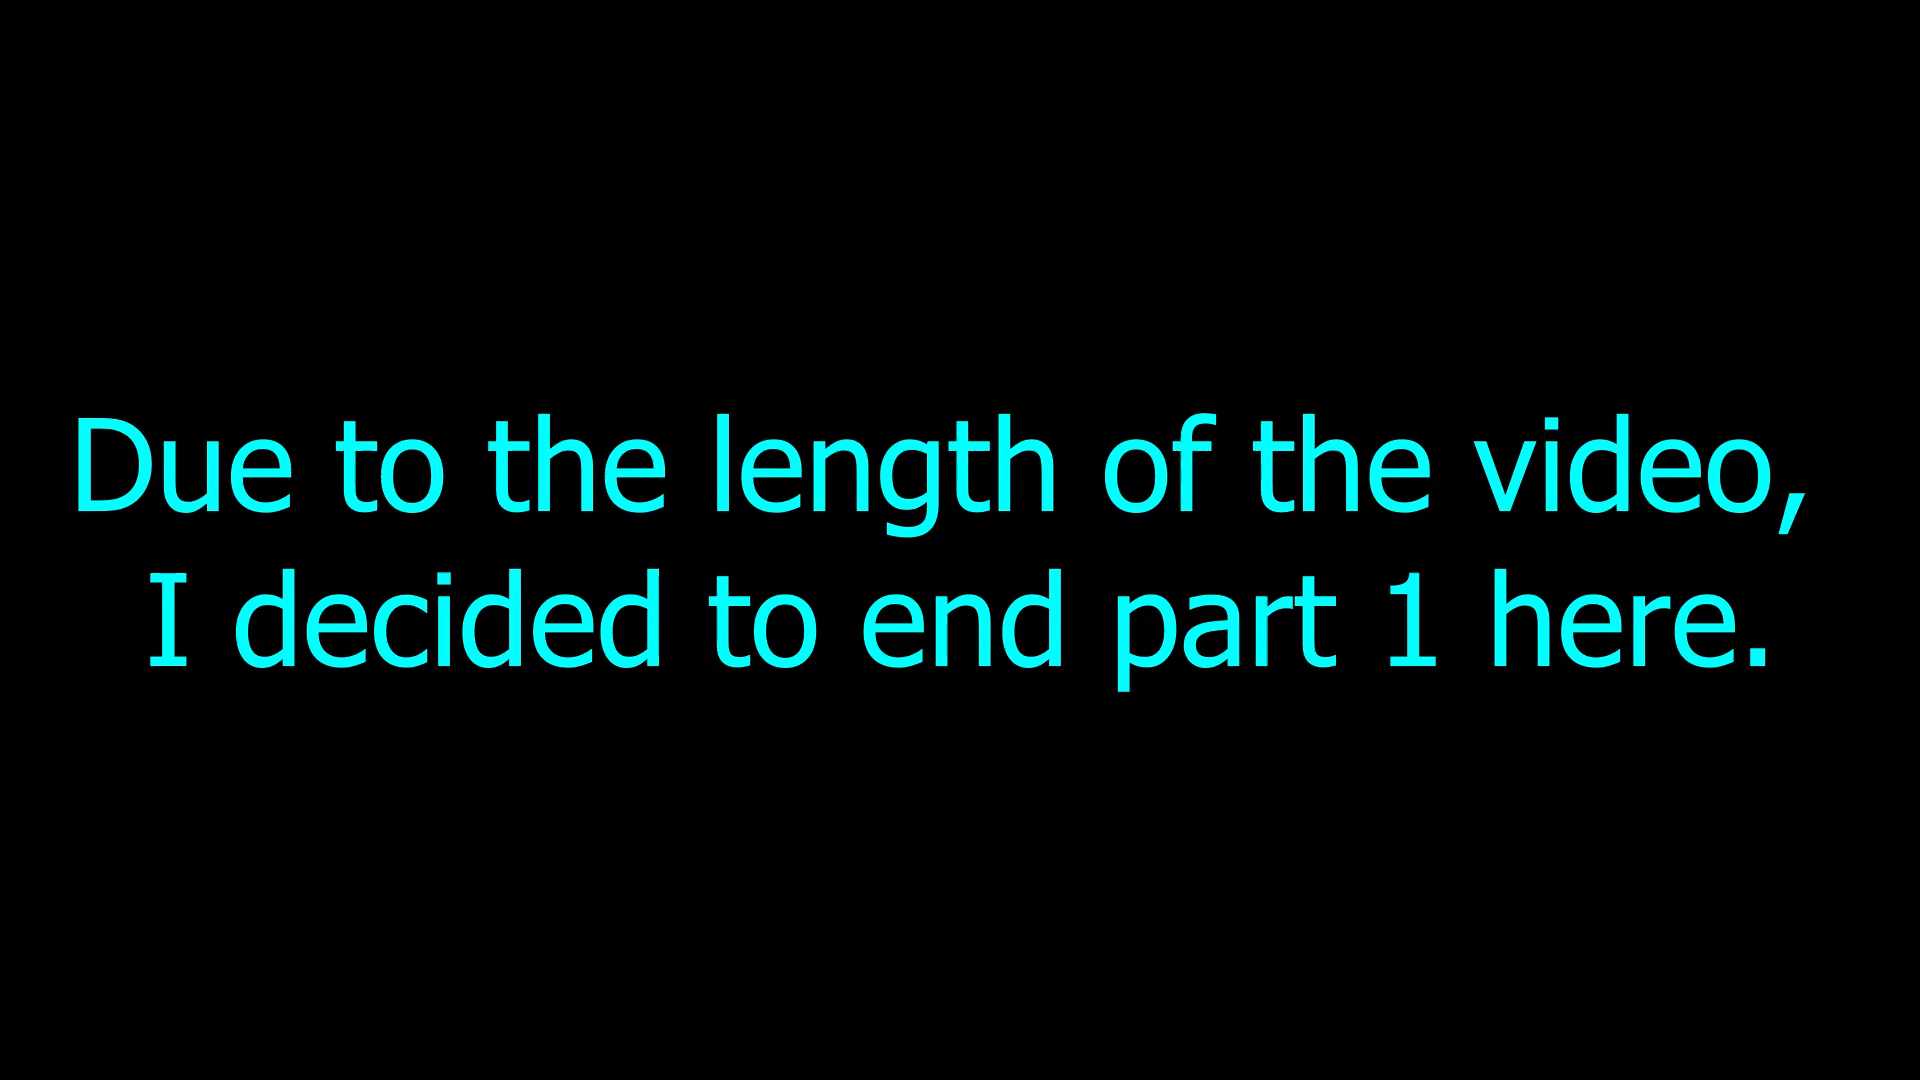 Due to the length of the video,
I decided to end part 1 here.